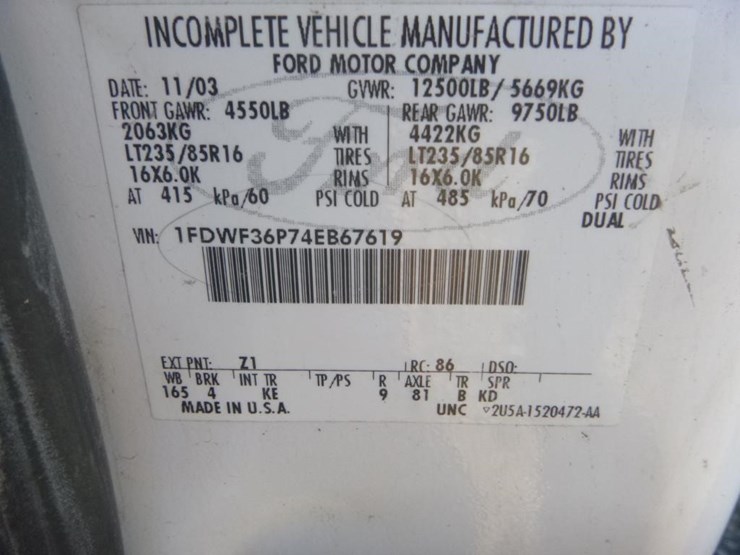 INCOMPLETE VEHICLE MANUFACTURED BY
FORD MOTOR COMPANY
DATE: 11/03 GVWR: 12500LB/ 5669KG
FRONT GAWR: 4550LB REAR GAWR: 9750LB
2063KG WITH 4422KG WITH
LT235/85R16 TIRES LT235/85R16 TIRES
16X6.0K RIMS 16X6.0K RIMS
AT 415 kPa/60 PSI COLD AT 485 kPa/70 PSI COLD
DUAL
VIN: 1FDWF36P74EB67619
EXT PNT: Z1 RC: 86 DSO:
WB BRK INT TR TP/PS R AXLE TR SPR
165 4 KE 9 81 B KD
MADE IN U.S.A. UNC 2U5A-1520472-AA
Ford